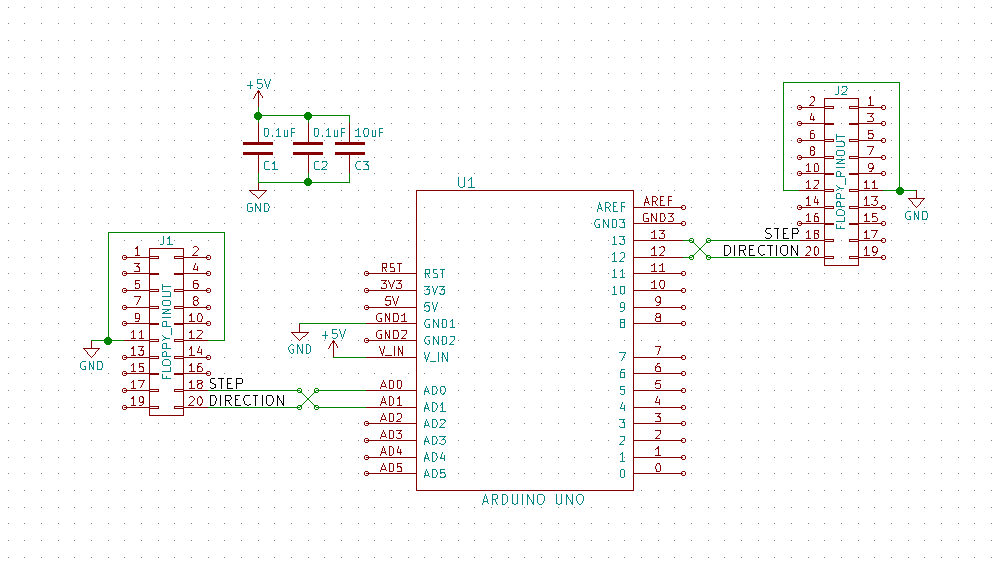 +5V
0.1uF 0.1uF 10uF
C1 C2 C3
GND
J1
1 2
3 4
5 6
7 8
9 10
11 12
13 14
15 16
17 18 STEP
19 20 DIRECTION
FLOPPY_PINOUT
GND
U1
RST RST
3V3 3V3
5V 5V
GND1 GND1
GND2 GND2
V_IN V_IN
GND
+5V
AD0 AD0
AD1 AD1
AD2 AD2
AD3 AD3
AD4 AD4
AD5 AD5
AREF AREF
GND3 GND3
13 13
12 12
11 11
10 10
9 9
8 8
7 7
6 6
5 5
4 4
3 3
2 2
1 1
0 0
ARDUINO UNO
J2
2 1
4 3
6 5
8 7
10 9
12 11
14 13
16 15
STEP 18 17
DIRECTION 20 19
FLOPPY_PINOUT
GND